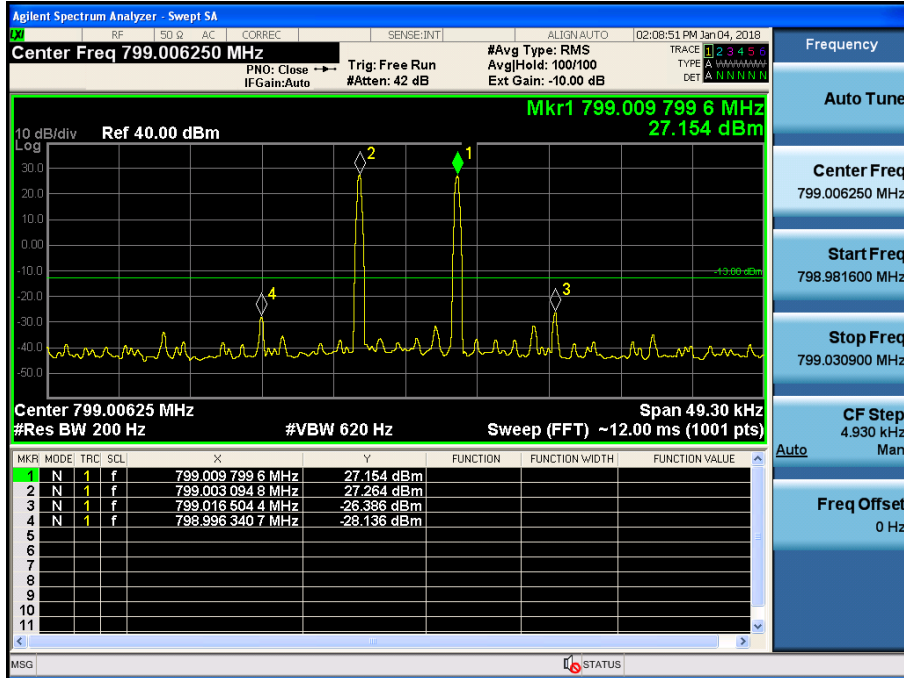 Agilent Spectrum Analyzer - Swept SA
LXI RF 50 Ω AC CORREC SENSE:INT ALIGN AUTO 02:08:51 PM Jan 04, 2018
Center Freq 799.006250 MHz
PNO: Close
IFGain:Auto
Trig: Free Run
#Atten: 42 dB
#Avg Type: RMS
Avg|Hold: 100/100
Ext Gain: -10.00 dB
TRACE 1 2 3 4 5 6
TYPE A WWWWW
DET A N N N N N
Mkr1 799.009 799 6 MHz
27.154 dBm
10 dB/div Ref 40.00 dBm
Log
30.0
20.0
10.0
0.00
-10.0
-20.0
-30.0
-40.0
-50.0
2
1
-13.00 dBm
4
3
Center 799.00625 MHz Span 49.30 kHz
#Res BW 200 Hz #VBW 620 Hz Sweep (FFT) ~12.00 ms (1001 pts)
MKR MODE TRC SCL X Y FUNCTION FUNCTION WIDTH FUNCTION VALUE
1 N 1 f 799.009 799 6 MHz 27.154 dBm
2 N 1 f 799.003 094 8 MHz 27.264 dBm
3 N 1 f 799.016 504 4 MHz -26.386 dBm
4 N 1 f 798.996 340 7 MHz -28.136 dBm
5
6
7
8
9
10
11
MSG STATUS
Frequency
Auto Tune
Center Freq
799.006250 MHz
Start Freq
798.981600 MHz
Stop Freq
799.030900 MHz
CF Step
4.930 kHz
Auto Man
Freq Offset
0 Hz